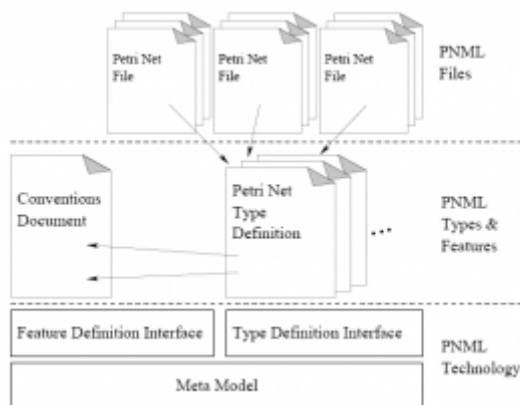 Petri Net
File
Petri Net
File
Petri Net
File
PNML
Files
Conventions
Document
Petri Net
Type
Definition
...
PNML
Types &
Features
Feature Definition Interface
Type Definition Interface
PNML
Technology
Meta Model